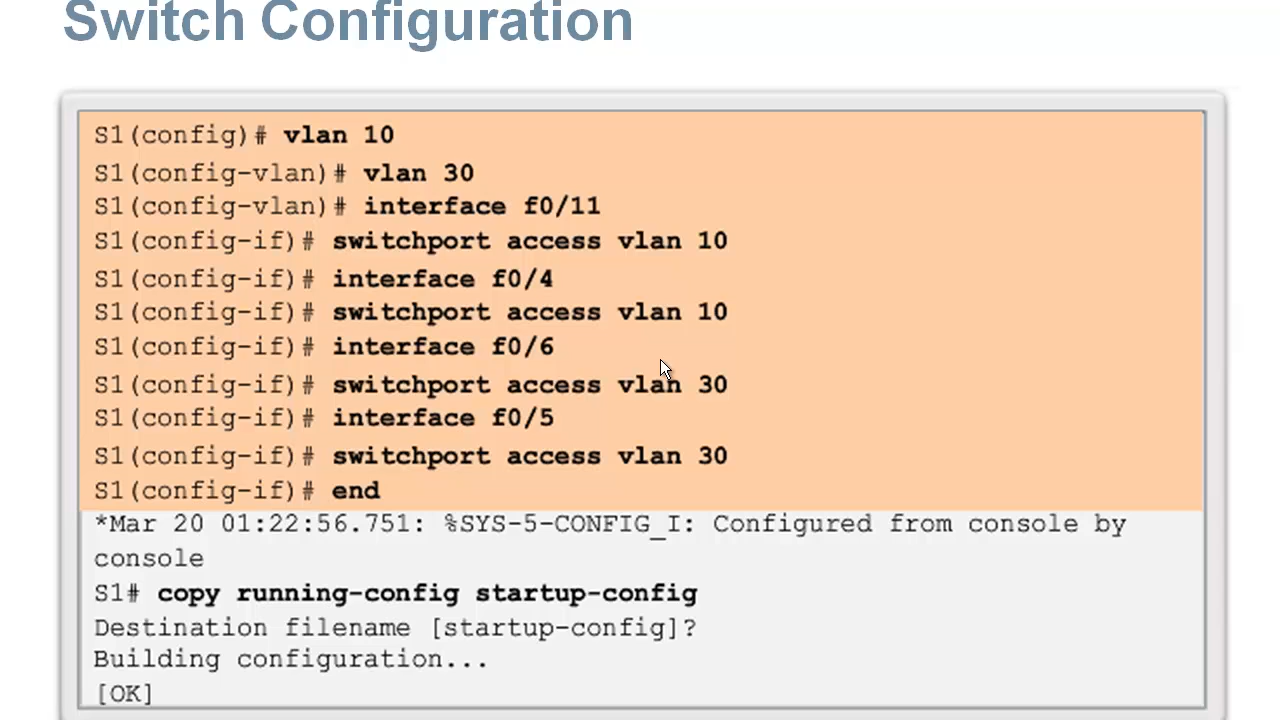 Switch Configuration
S1(config)# vlan 10
S1(config-vlan)# vlan 30
S1(config-vlan)# interface f0/11
S1(config-if)# switchport access vlan 10
S1(config-if)# interface f0/4
S1(config-if)# switchport access vlan 10
S1(config-if)# interface f0/6
S1(config-if)# switchport access vlan 30
S1(config-if)# interface f0/5
S1(config-if)# switchport access vlan 30
S1(config-if)# end
*Mar 20 01:22:56.751: %SYS-5-CONFIG_I: Configured from console by
console
S1# copy running-config startup-config
Destination filename [startup-config]?
Building configuration...
[OK]